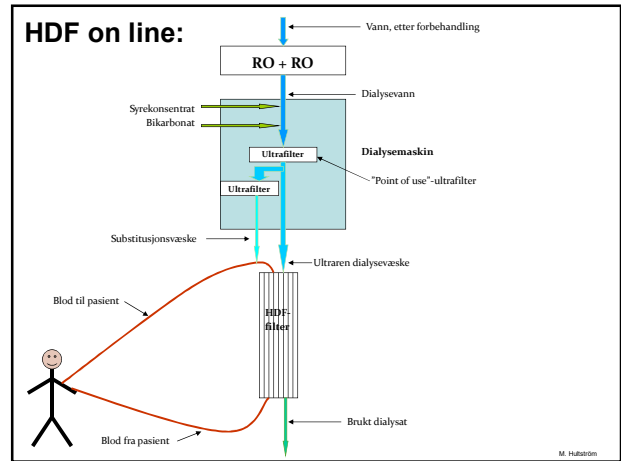 HDF on line:
Vann, etter forbehandling
RO + RO
Dialysevann
Syrekonsentrat
Bikarbonat
Ultrafilter
Dialysemaskin
"Point of use"-ultrafilter
Ultrafilter
Substitusjonsvæske
Ultraren dialysevæske
Blod til pasient
HDF-
filter
Brukt dialysat
Blod fra pasient
M. Hultström